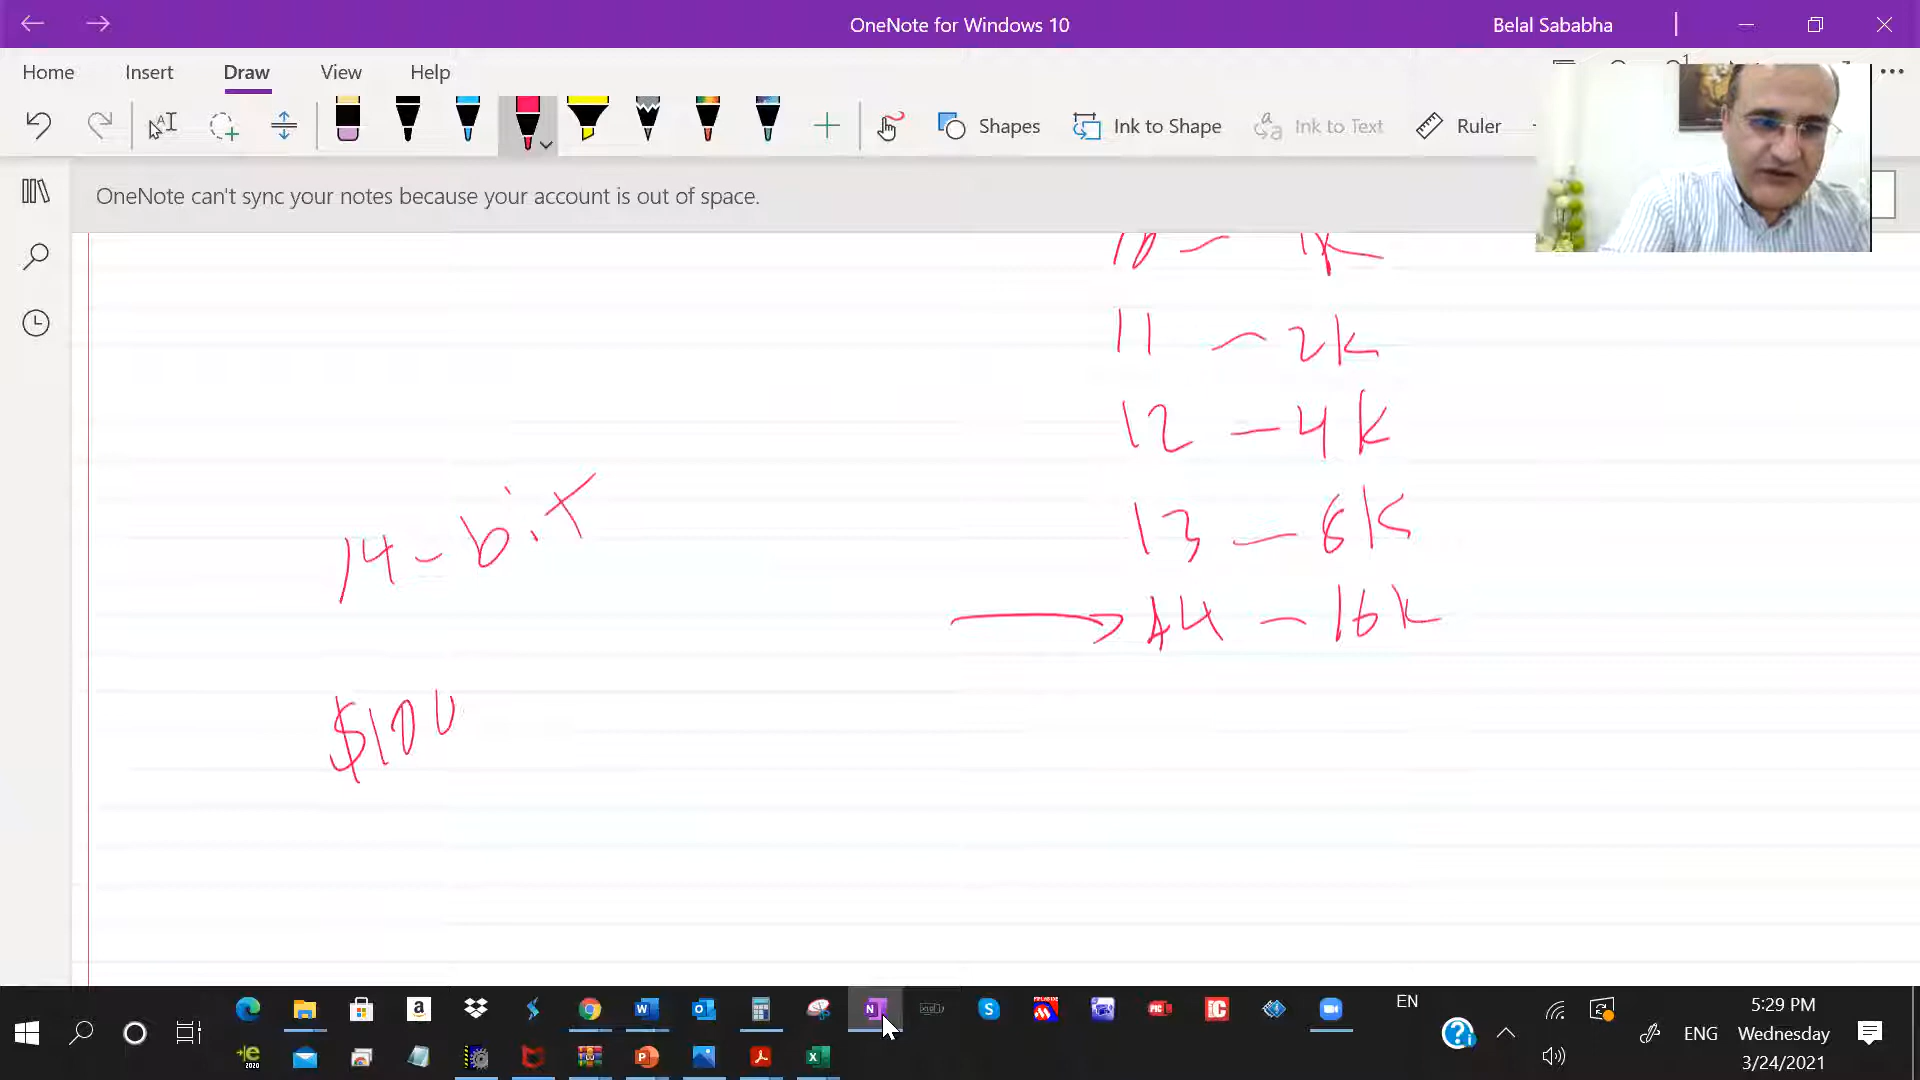 OneNote for Windows 10
Belal Sababha
Home Insert Draw View Help
Shapes
Ink to Shape
Ink to Text
Ruler
OneNote can't sync your notes because your account is out of space.
10 – 1k
11 – 2k
12 – 4k
13 – 8k
14 – 16k
14-bit
$100
EN
5:29 PM
ENG
Wednesday
3/24/2021